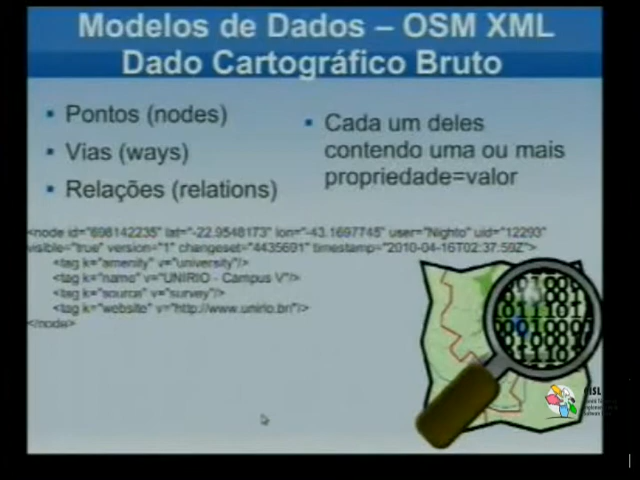 Modelos de Dados – OSM XML
Dado Cartográfico Bruto
Pontos (nodes)
Vias (ways)
Relações (relations)
Cada um deles
contendo uma ou mais
propriedade=valor
<node id="698142235" lat="-22.9548173" lon="-43.1697745" user="Nighto" uid="12293"
visible="true" version="1" changeset="4435691" timestamp="2010-04-16T02:37:59Z">
<tag k="amenity" v="university"/>
<tag k="name" v="UNIRIO - Campus V"/>
<tag k="source" v="survey"/>
<tag k="website" v="http://www.unirio.br/"/>
</node>
CISL